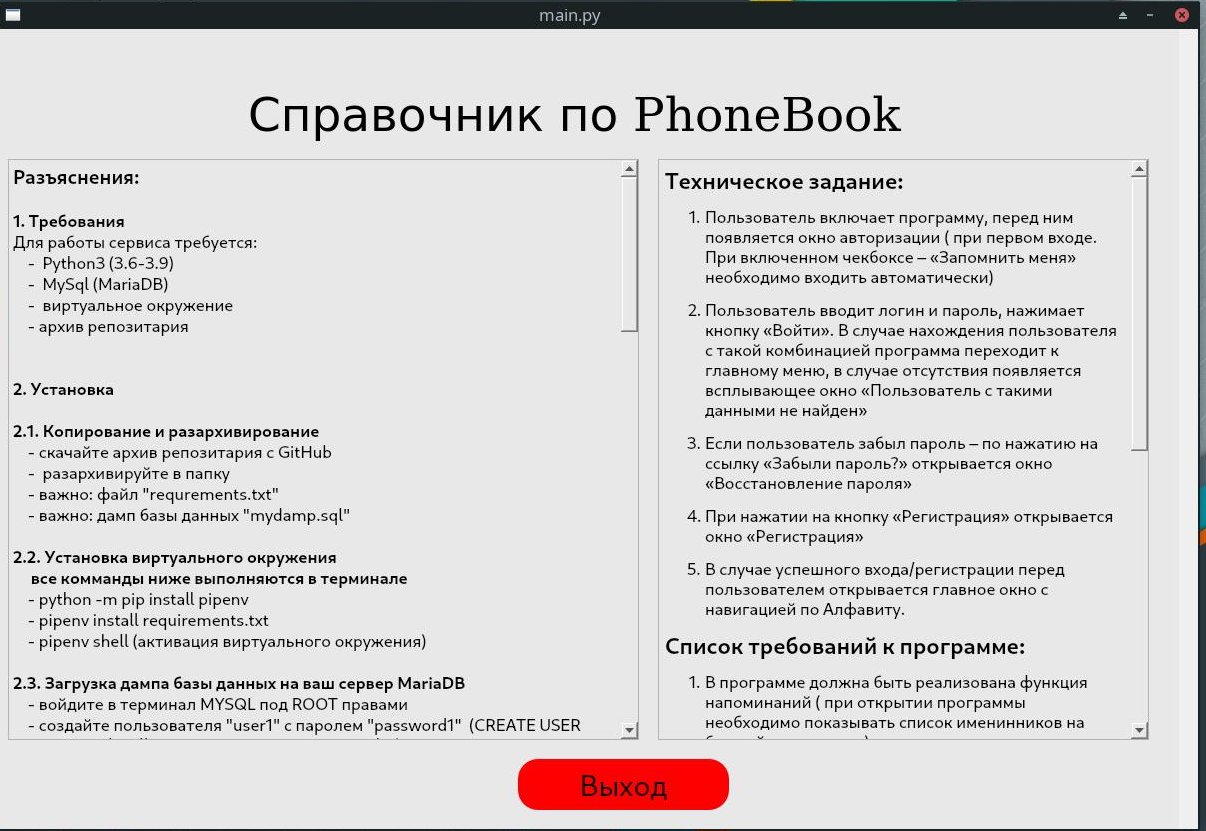 main.py
Справочник по PhoneBook
Разъяснения:
1. Требования
Для работы сервиса требуется:
- Python3 (3.6-3.9)
- MySql (MariaDB)
- виртуальное окружение
- архив репозитария
2. Установка
2.1. Копирование и разархивирование
- скачайте архив репозитария с GitHub
- разархивируйте в папку
- важно: файл "requrements.txt"
- важно: дамп базы данных "mydamp.sql"
2.2. Установка виртуального окружения
все комманды ниже выполняются в терминале
- python -m pip install pipenv
- pipenv install requirements.txt
- pipenv shell (активация виртуального окружения)
2.3. Загрузка дампа базы данных на ваш сервер MariaDB
- войдите в терминал MYSQL под ROOT правами
- создайте пользователя "user1" с паролем "password1" (CREATE USER
Техническое задание:
1. Пользователь включает программу, перед ним
появляется окно авторизации ( при первом входе.
При включенном чекбоксе – «Запомнить меня»
необходимо входить автоматически)
2. Пользователь вводит логин и пароль, нажимает
кнопку «Войти». В случае нахождения пользователя
с такой комбинацией программа переходит к
главному меню, в случае отсутствия появляется
всплывающее окно «Пользователь с такими
данными не найден»
3. Если пользователь забыл пароль – по нажатию на
ссылку «Забыли пароль?» открывается окно
«Восстановление пароля»
4. При нажатии на кнопку «Регистрация» открывается
окно «Регистрация»
5. В случае успешного входа/регистрации перед
пользователем открывается главное окно с
навигацией по Алфавиту.
Список требований к программе:
1. В программе должна быть реализована функция
напоминаний ( при открытии программы
необходимо показывать список именинников на
Выход